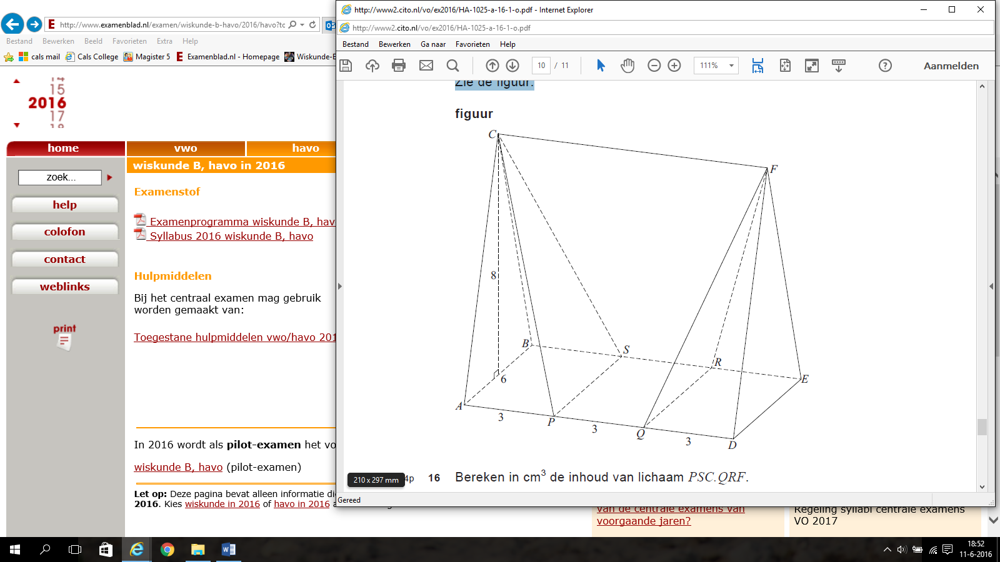 http://www2.cito.nl/vo/ex2016/HA-1025-a-16-1-o.pdf - Internet Explorer
http://www.examenblad.nl/examen/wiskunde-b-havo/2016/havo?tc
http://www2.cito.nl/vo/ex2016/HA-1025-a-16-1-o.pdf
Bestand Bewerken Beeld Favorieten Extra Help
Bestand Bewerken Ga naar Favorieten Help
cals mail Cals College Magister 5 Examenblad.nl - Homepage Wiskunde-E
10 / 11 111% Aanmelden
14
15
2016
17
18
home vwo havo
wiskunde B, havo in 2016
zoek...
help
colofon
contact
weblinks
print
Examenstof
Examenprogramma wiskunde B, hav
Syllabus 2016 wiskunde B, havo
Hulpmiddelen
Bij het centraal examen mag gebruik
worden gemaakt van:
Toegestane hulpmiddelen vwo/havo 201
In 2016 wordt als pilot-examen het vo
wiskunde B, havo (pilot-examen)
Let op: Deze pagina bevat alleen informatie di
2016. Kies wiskunde in 2016 of havo in 2016
Zie de figuur.
figuur
C
F
8
B
S
R
6
E
A
3
P
3
Q
3
D
210 x 297 mm
4p 16 Bereken in cm³ de inhoud van lichaam PSC.QRF.
Gereed
van de centrale examens van
voorgaande jaren?
Regeling syllabi centrale examens
VO 2017
18:52
11-6-2016